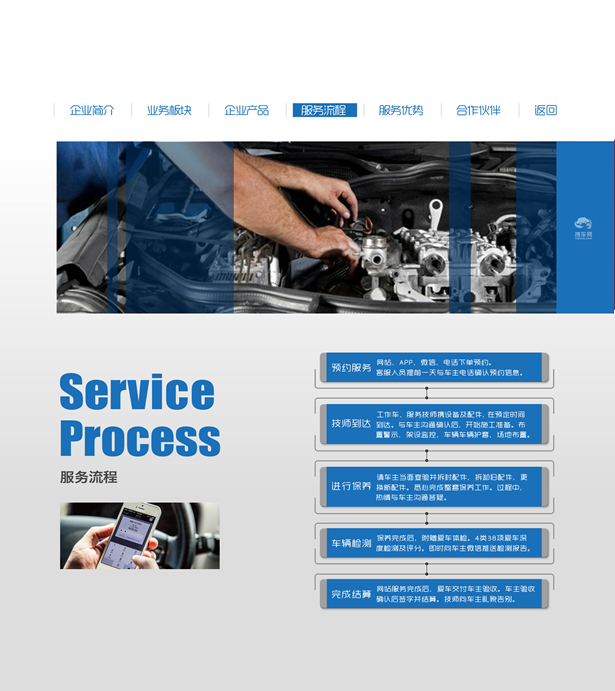 企业简介
业务板块
企业产品
服务流程
服务优势
合作伙伴
返回
Service
Process
服务流程
预约服务
网站、APP、微信、电话下单预约。
客服人员提前一天与车主电话确认预约信息。
技师到达
工作车、服务技师携设备及配件，在预定时间
到达。与车主沟通确认后，开始施工准备。布
置警示、架设监控、车辆车辆护套、场地布置。
进行保养
请车主当面查验并拆封配件，拆卸旧配件，更
换新配件。悉心完成整套保养工作。过程中，
热情与车主沟通答疑。
车辆检测
保养完成后，附赠爱车体检。4类38项爱车深
度检测及评分。即时向车主微信推送检测报告。
完成结算
网站服务完成后，爱车交付车主验收。车主验收
确认后签字并结算。技师向车主礼貌告别。